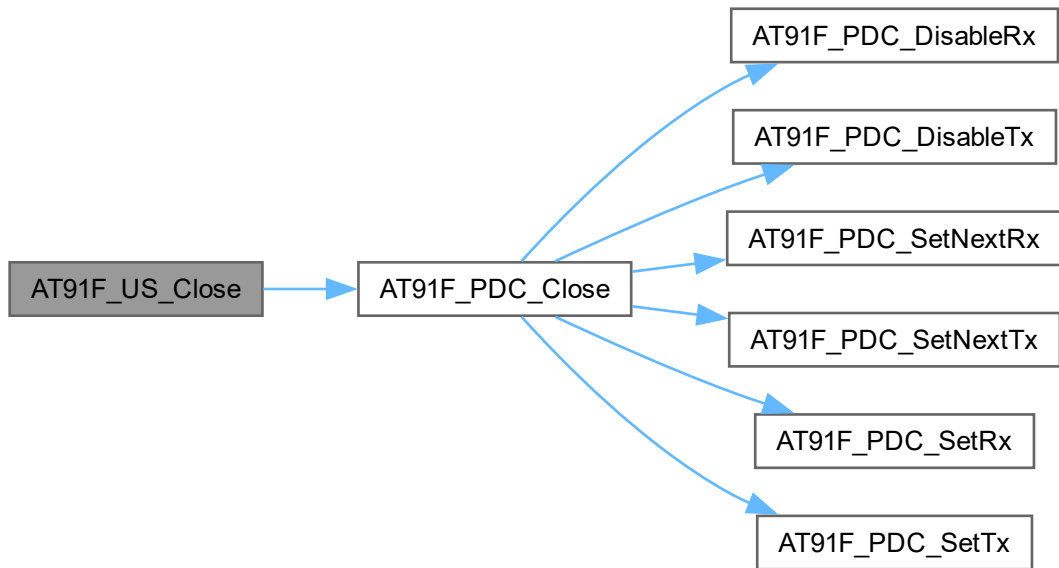 AT91F_US_Close
AT91F_PDC_Close
AT91F_PDC_DisableRx
AT91F_PDC_DisableTx
AT91F_PDC_SetNextRx
AT91F_PDC_SetNextTx
AT91F_PDC_SetRx
AT91F_PDC_SetTx